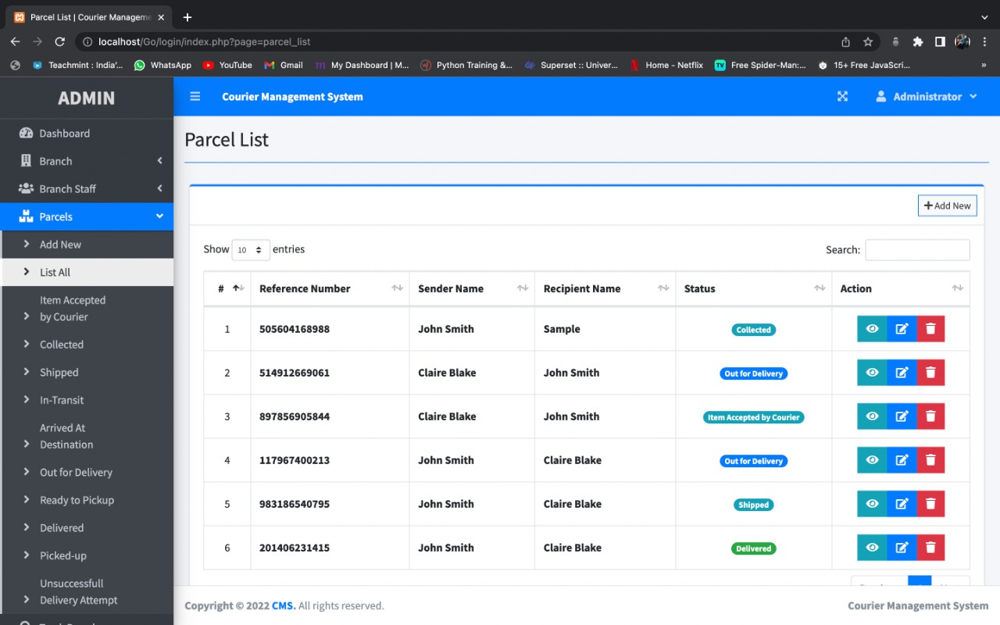 Parcel List | Courier Manageme
localhost/Go/login/index.php?page=parcel_list
Teachmint : India'... WhatsApp YouTube Gmail My Dashboard | M... Python Training &... Superset :: Univer... Home - Netflix Free Spider-Man:... 15+ Free JavaScri... »
ADMIN
Courier Management System
Administrator
Dashboard
Branch
Branch Staff
Parcels
Add New
List All
Item Accepted
by Courier
Collected
Shipped
In-Transit
Arrived At
Destination
Out for Delivery
Ready to Pickup
Delivered
Picked-up
Unsuccessfull
Delivery Attempt
Parcel List
Add New
Show 10 entries
Search:
# Reference Number Sender Name Recipient Name Status Action
1 505604168988 John Smith Sample Collected
2 514912669061 Claire Blake John Smith Out for Delivery
3 897856905844 Claire Blake John Smith Item Accepted by Courier
4 117967400213 John Smith Claire Blake Out for Delivery
5 983186540795 John Smith Claire Blake Shipped
6 201406231415 John Smith Claire Blake Delivered
Copyright © 2022 CMS. All rights reserved.
Courier Management System